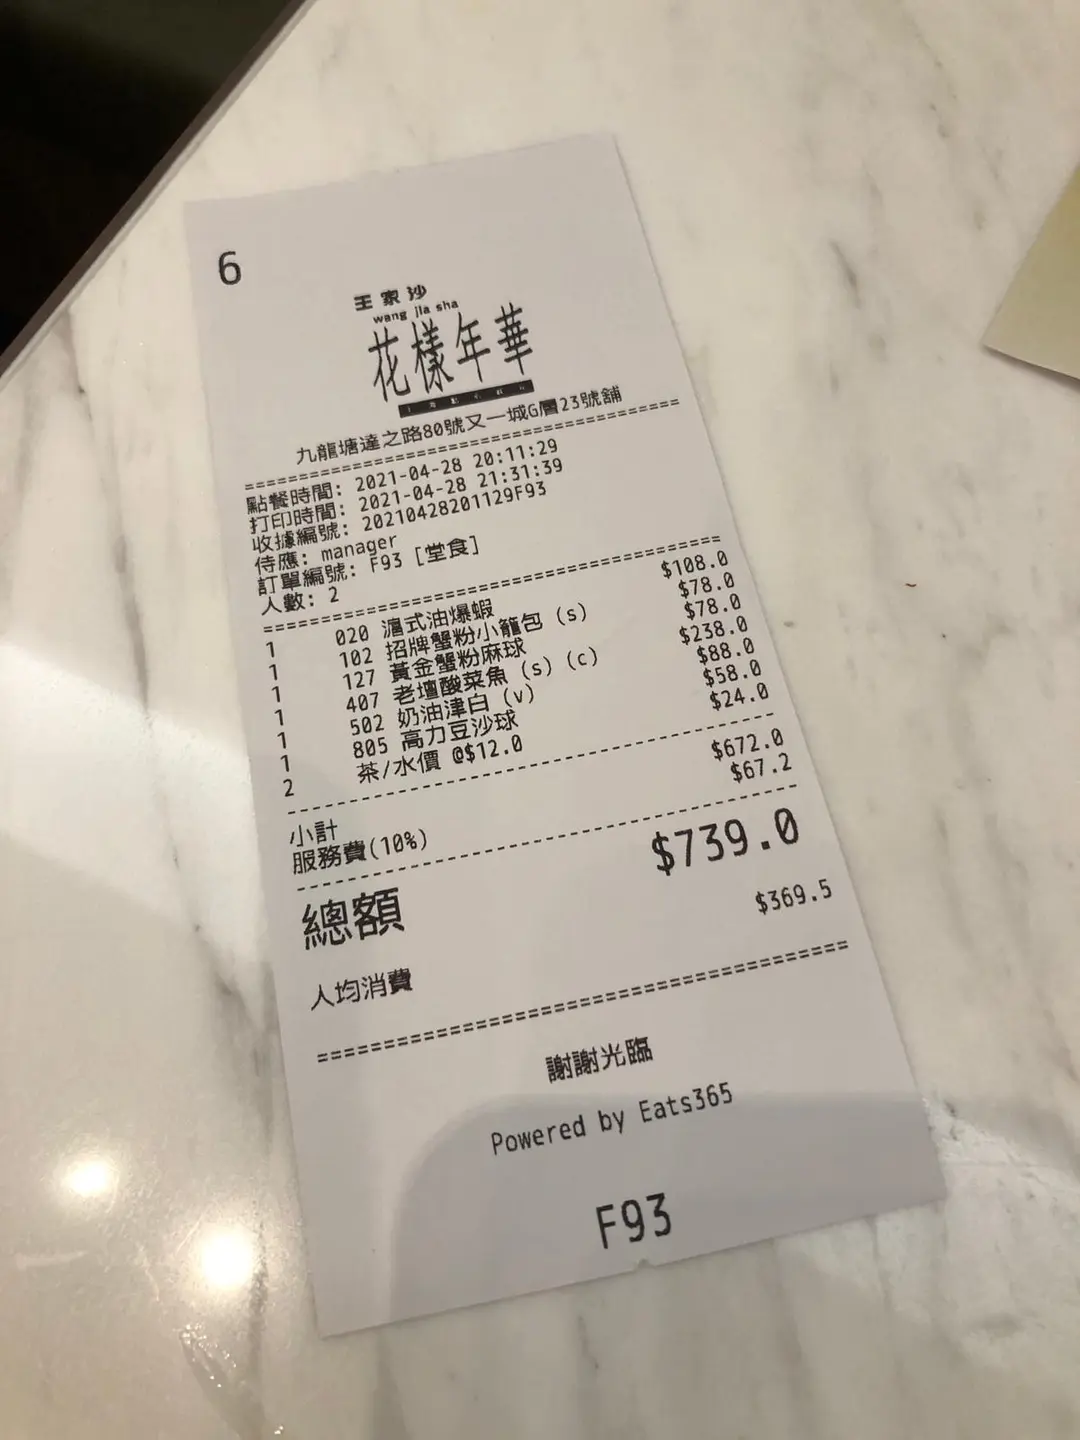 6
王家沙
wang jia sha
花樣年華
九龍塘達之路80號又一城G層23號舖
點餐時間: 2021-04-28 20:11:29
打印時間: 2021-04-28 21:31:39
收據編號: 20210428201129F93
侍應: manager
訂單編號: F93 [堂食]
人數: 2
1 020 滬式油爆蝦 $108.0
1 102 招牌蟹粉小籠包 (s) $78.0
1 127 黃金蟹粉麻球 $78.0
1 407 老壇酸菜魚 (s) (c) $238.0
1 502 奶油津白 (v) $88.0
1 805 高力豆沙球 $58.0
2 茶/水價 @$12.0 $24.0
小計 $672.0
服務費(10%) $67.2
總額 $739.0
人均消費 $369.5
謝謝光臨
Powered by Eats365
F93